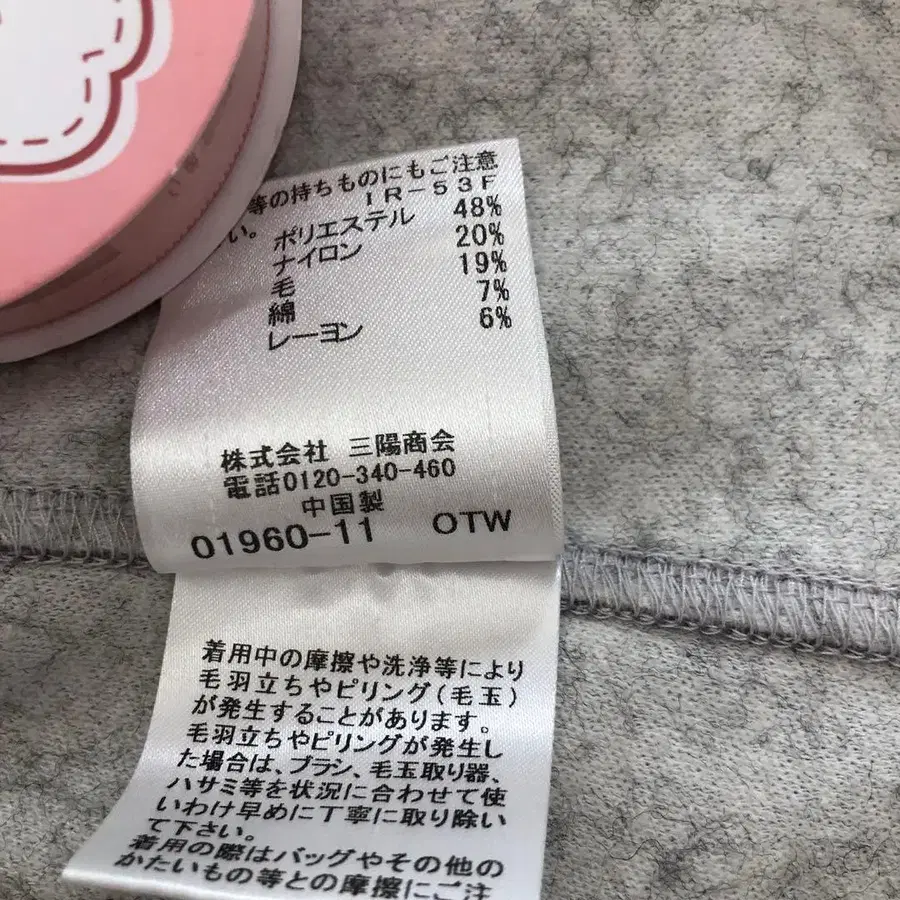 等の持ちものにもご注意
い。
IR-53F
ポリエステル 48%
ナイロン 20%
毛 19%
綿 7%
レーヨン 6%
株式会社 三陽商会
電話0120-340-460
中国製
01960-11 OTW
着用中の摩擦や洗浄等により
毛羽立ちやピリング(毛玉)
が発生することがあります。
毛羽立ちやピリングが発生し
た場合は、ブラシ、毛玉取り器、
ハサミ等を状況に合わせて使
いわけ早めに丁寧に取り除い
て下さい。
着用の際はバッグやその他の
かたいもの等との摩擦にご注